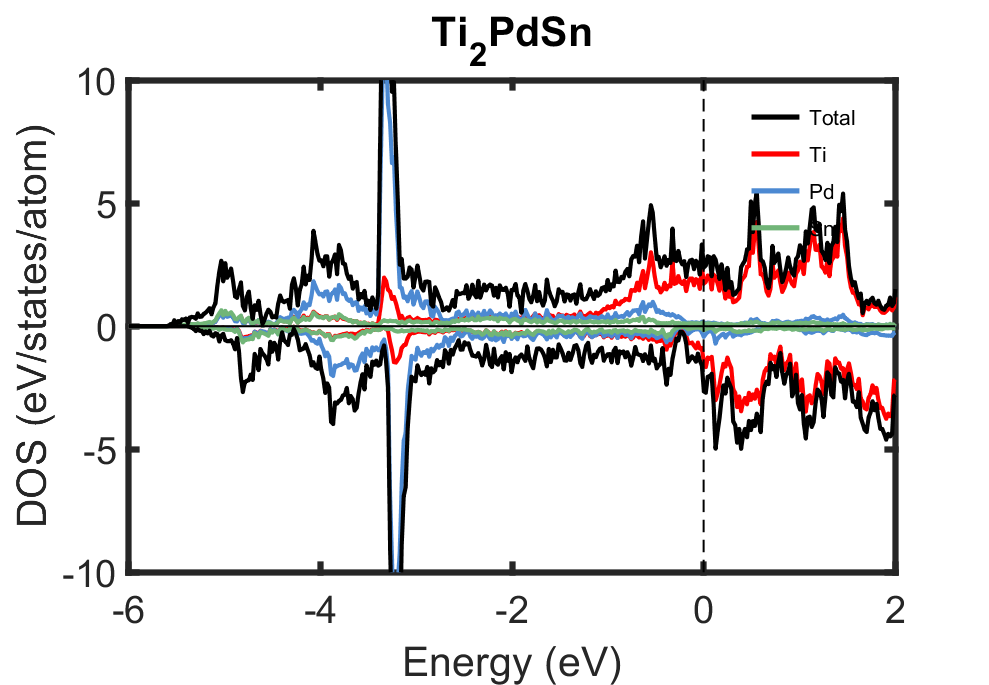 Ti₂PdSn
DOS (eV/states/atom)
10
5
0
-5
-10
Total
Ti
Pd
Sn
-6 -4 -2 0 2
Energy (eV)